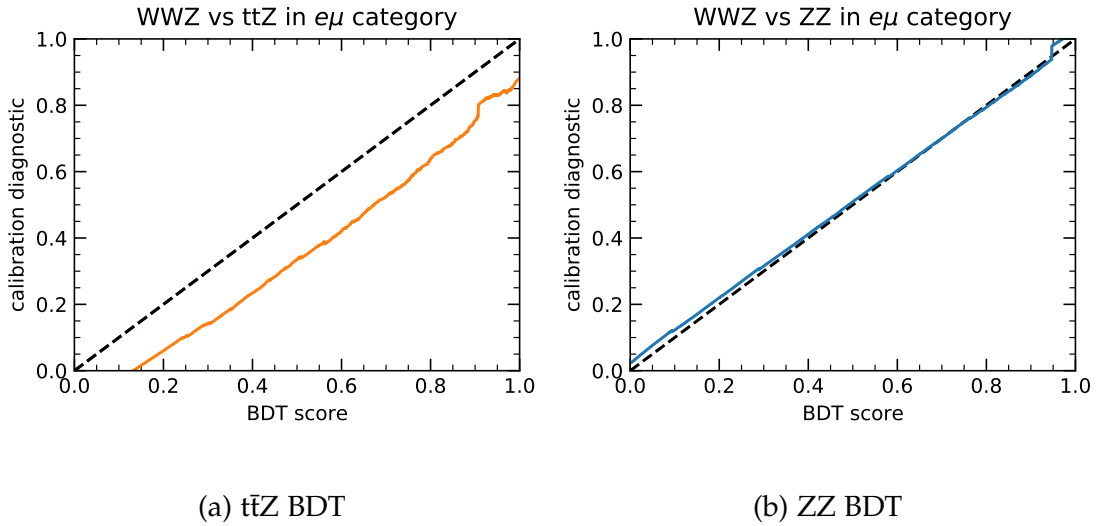 WWZ vs ttZ in eμ category
1.0
0.8
0.6
0.4
0.2
0.0
calibration diagnostic
0.0 0.2 0.4 0.6 0.8 1.0
BDT score
(a) tt̄Z BDT
WWZ vs ZZ in eμ category
1.0
0.8
0.6
0.4
0.2
0.0
calibration diagnostic
0.0 0.2 0.4 0.6 0.8 1.0
BDT score
(b) ZZ BDT